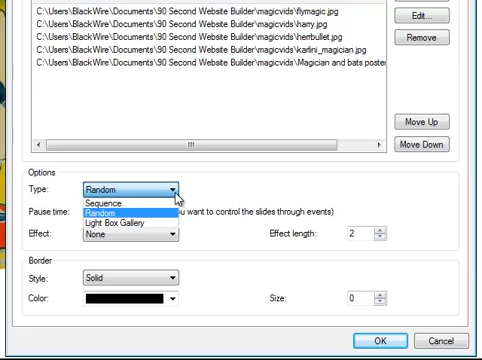 Edit...
C:\Users\BlackWire\Documents\90 Second Website Builder\magicvids\flymagic.jpg
C:\Users\BlackWire\Documents\90 Second Website Builder\magicvids\harry.jpg
C:\Users\BlackWire\Documents\90 Second Website Builder\magicvids\herrbullet.jpg
Remove
C:\Users\BlackWire\Documents\90 Second Website Builder\magicvids\karlini_magician.jpg
C:\Users\BlackWire\Documents\90 Second Website Builder\magicvids\Magician and bats poster
Move Up
Move Down
Options
Type: Random
Sequence
Random
Light Box Gallery
Pause time: you want to control the slides through events)
Effect: None Effect length: 2
Border
Style: Solid
Color: Size: 0
OK Cancel